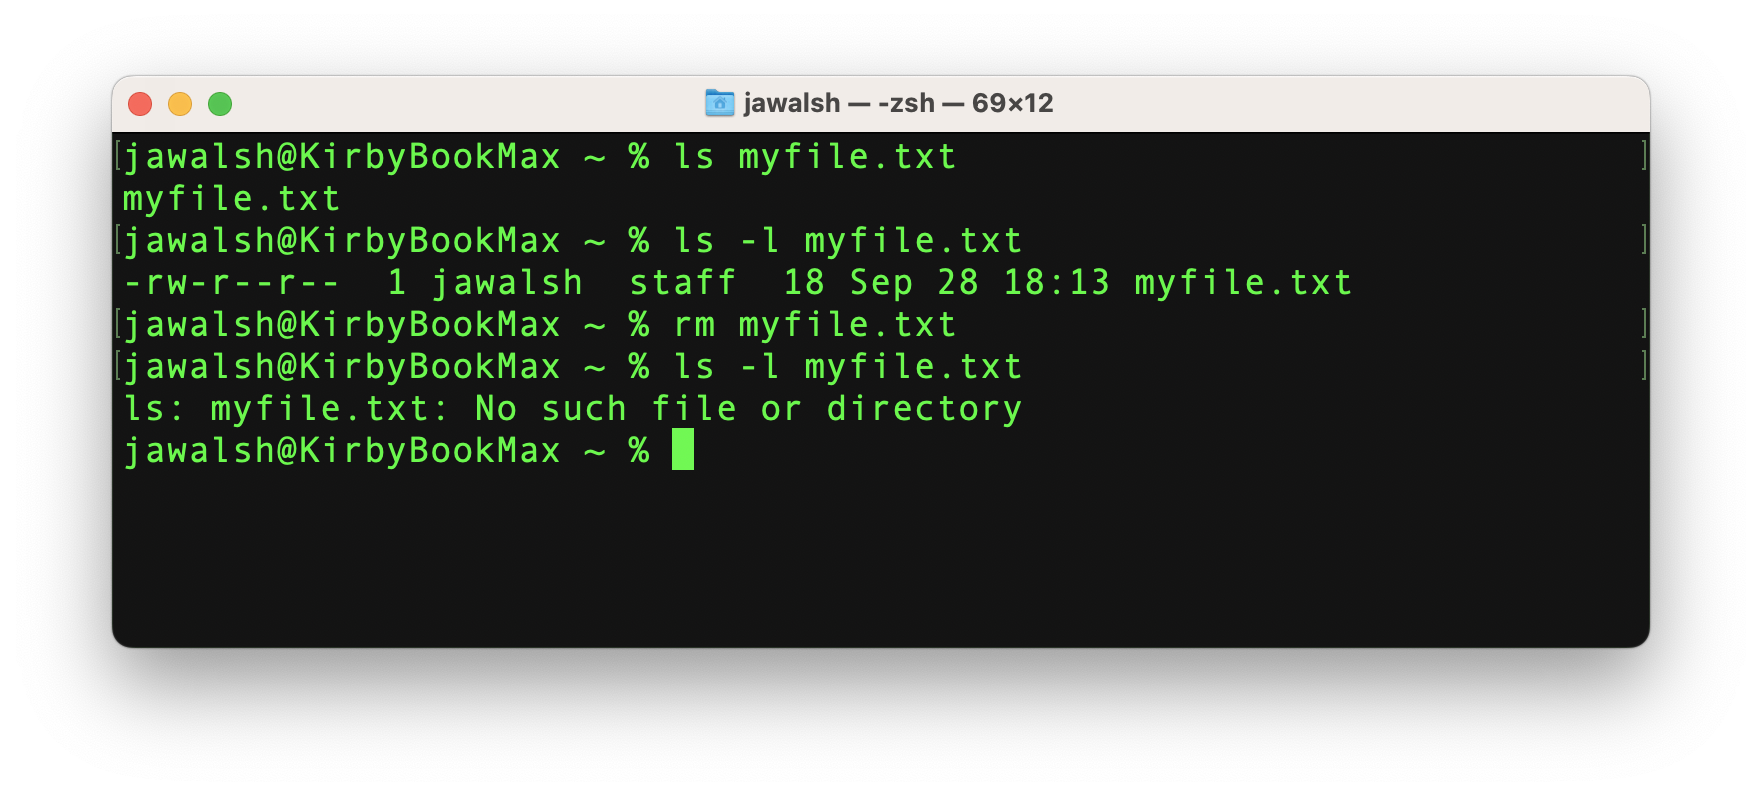 jawalsh — -zsh — 69×12
[jawalsh@KirbyBookMax ~ % ls myfile.txt ]
myfile.txt
[jawalsh@KirbyBookMax ~ % ls -l myfile.txt ]
-rw-r--r--  1 jawalsh  staff  18 Sep 28 18:13 myfile.txt
[jawalsh@KirbyBookMax ~ % rm myfile.txt ]
[jawalsh@KirbyBookMax ~ % ls -l myfile.txt ]
ls: myfile.txt: No such file or directory
jawalsh@KirbyBookMax ~ %